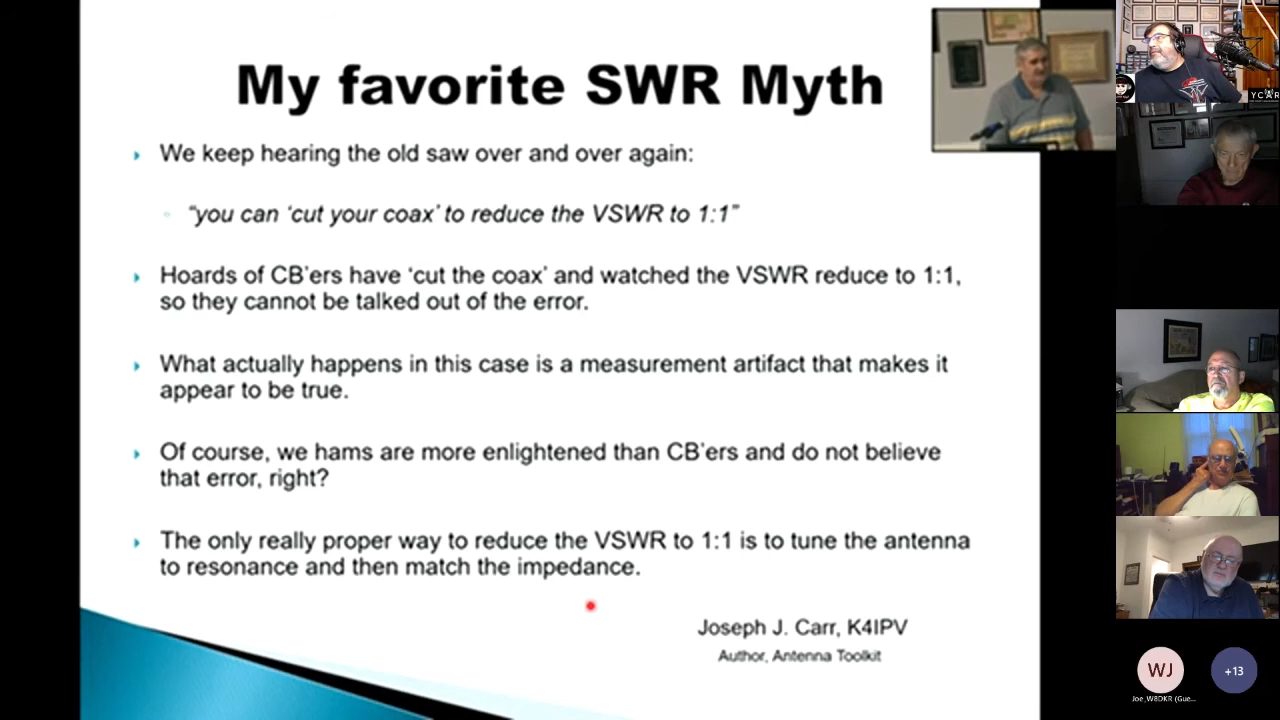 My favorite SWR Myth
We keep hearing the old saw over and over again:
“you can ‘cut your coax’ to reduce the VSWR to 1:1”
Hoards of CB’ers have ‘cut the coax’ and watched the VSWR reduce to 1:1,
so they cannot be talked out of the error.
What actually happens in this case is a measurement artifact that makes it
appear to be true.
Of course, we hams are more enlightened than CB’ers and do not believe
that error, right?
The only really proper way to reduce the VSWR to 1:1 is to tune the antenna
to resonance and then match the impedance.
Joseph J. Carr, K4IPV
Author, Antenna Toolkit
YCAR
WJ
+13
Joe_W8DKR (Gue...